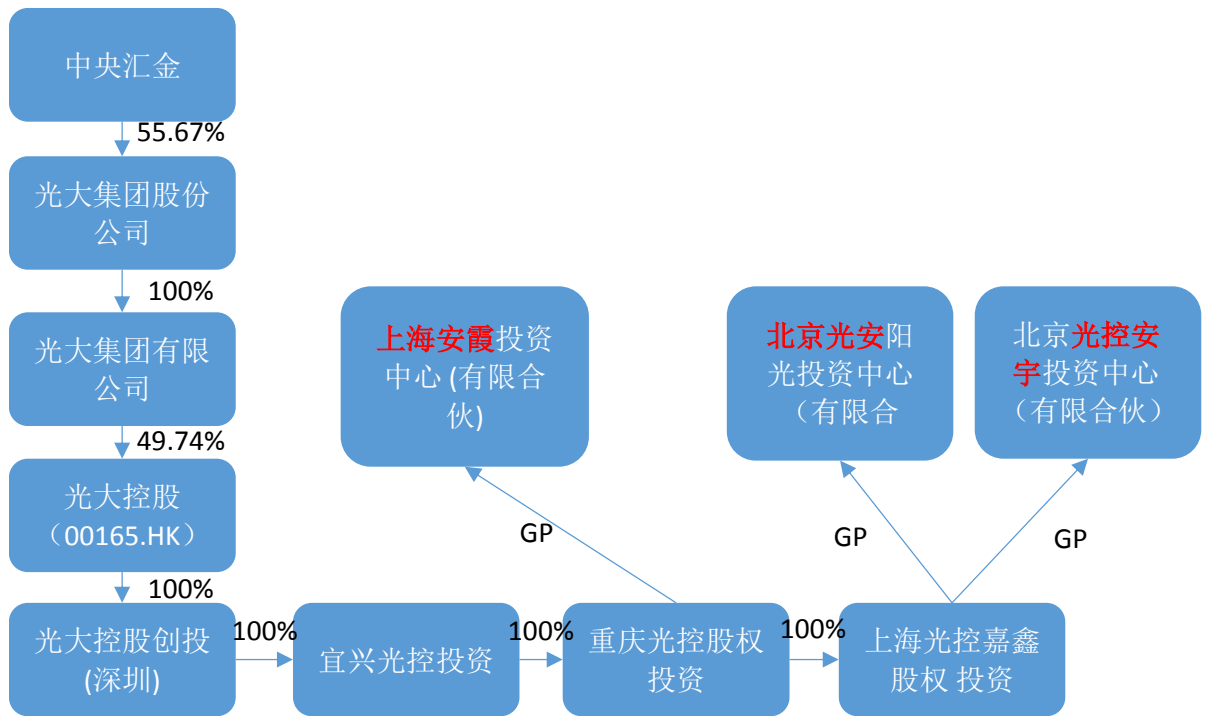 中央汇金
55.67%
光大集团股份
公司
100%
光大集团有限
公司
49.74%
光大控股
（00165.HK）
100%
光大控股创投
(深圳)
100%
宜兴光控投资
100%
重庆光控股权
投资
100%
上海光控嘉鑫
股权 投资
GP
GP
GP
上海安霞投资
中心 (有限合
伙)
北京光安阳
光投资中心
（有限合
北京光控安
宇投资中心
（有限合伙）